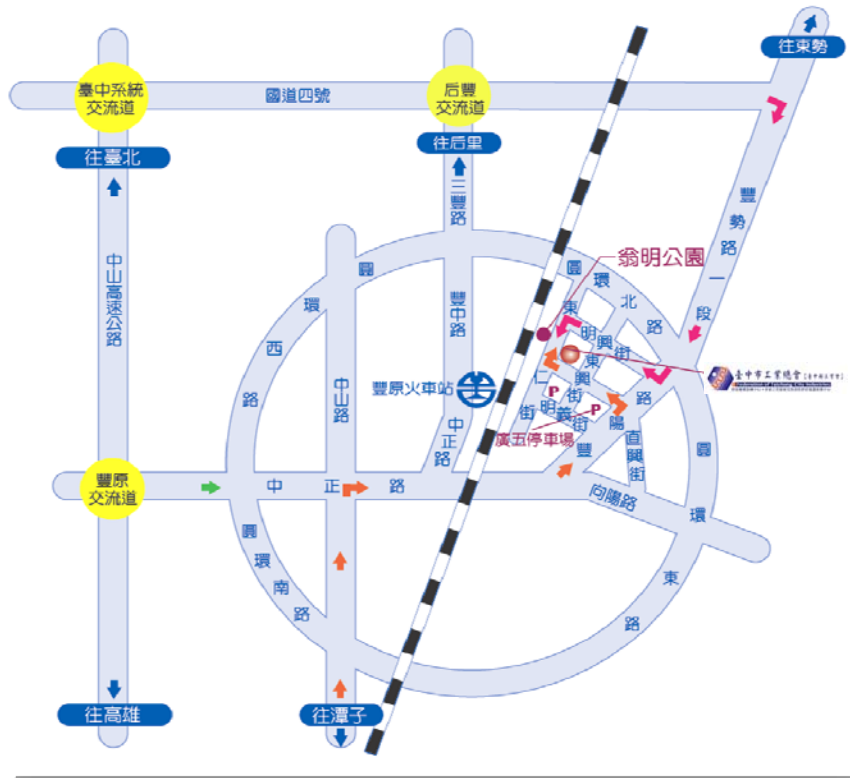 往東勢
臺中系統
交流道
國道四號
后豐
交流道
往臺北
往后里
三豐路
豐勢路一段
中山高速公路
翁明公園
圓環西路
豐中路
圓環北路
東仁街
明興街
東興街
中山路
豐原火車站
臺中市工業總會
P
明義街
P
廣五停車場
中正路
豐陽路
直興街
圓環東路
豐原
交流道
中正路
向陽路
圓環南路
往高雄
往潭子